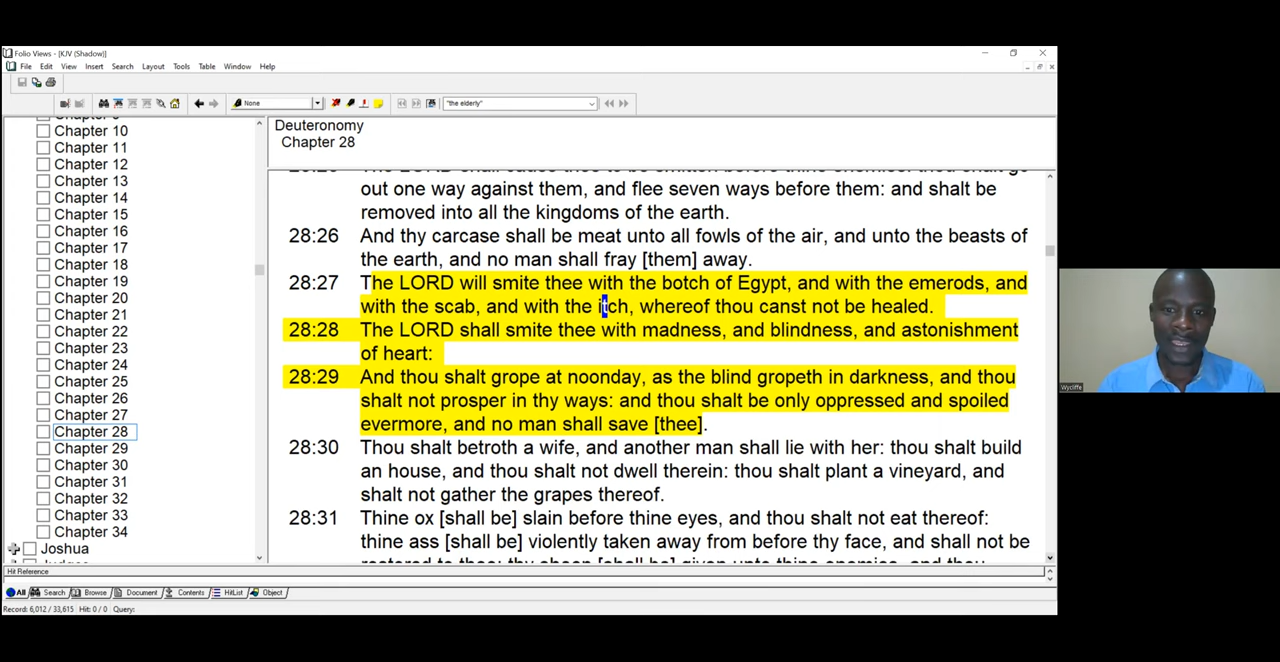 Folio Views - [KJV (Shadow)]
File Edit View Insert Search Layout Tools Table Window Help
None
"the elderly"
Chapter 10
Chapter 11
Chapter 12
Chapter 13
Chapter 14
Chapter 15
Chapter 16
Chapter 17
Chapter 18
Chapter 19
Chapter 20
Chapter 21
Chapter 22
Chapter 23
Chapter 24
Chapter 25
Chapter 26
Chapter 27
Chapter 28
Chapter 29
Chapter 30
Chapter 31
Chapter 32
Chapter 33
Chapter 34
Joshua
Deuteronomy
Chapter 28
out one way against them, and flee seven ways before them: and shalt be
removed into all the kingdoms of the earth.
28:26 And thy carcase shall be meat unto all fowls of the air, and unto the beasts of
the earth, and no man shall fray [them] away.
28:27 The LORD will smite thee with the botch of Egypt, and with the emerods, and
with the scab, and with the itch, whereof thou canst not be healed.
28:28 The LORD shall smite thee with madness, and blindness, and astonishment
of heart:
28:29 And thou shalt grope at noonday, as the blind gropeth in darkness, and thou
shalt not prosper in thy ways: and thou shalt be only oppressed and spoiled
evermore, and no man shall save [thee].
28:30 Thou shalt betroth a wife, and another man shall lie with her: thou shalt build
an house, and thou shalt not dwell therein: thou shalt plant a vineyard, and
shalt not gather the grapes thereof.
28:31 Thine ox [shall be] slain before thine eyes, and thou shalt not eat thereof:
thine ass [shall be] violently taken away from before thy face, and shall not be
Hit Reference
All Search Browse Document Contents HitList Object
Record: 6,012 / 33,615 Hit: 0 / 0 Query:
Wycliffe